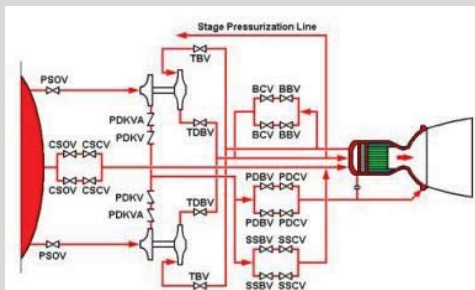 Stage Pressurization Line
PSOV
TBV
BCV BBV
PDKVA
TDBV
PDKV
BCV BBV
CSOV CSCV
CSOV CSCV
PDKV
PDBV PDCV
PDKVA
TDBV
PDBV PDCV
SSBV SSCV
PSOV
TBV
SSBV SSCV